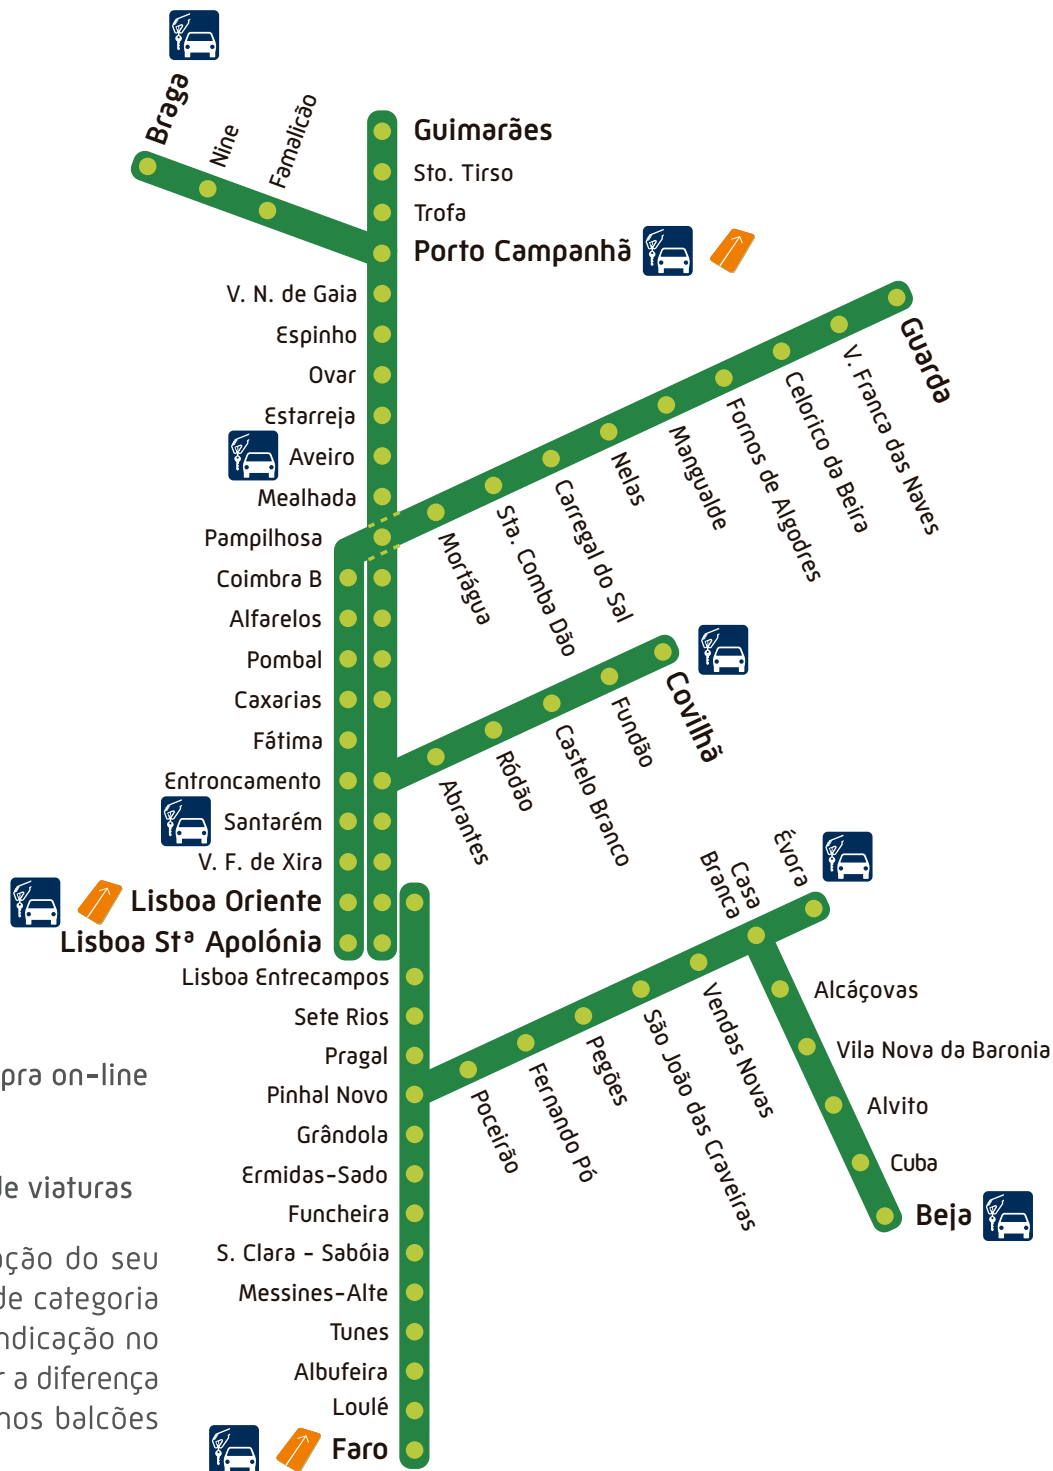 Braga
Nine
Famalicão
Guimarães
Sto. Tirso
Trofa
Porto Campanhã
V. N. de Gaia
Espinho
Ovar
Estarreja
Aveiro
Mealhada
Pampilhosa
Coimbra B
Alfarelos
Pombal
Caxarias
Fátima
Entroncamento
Santarém
V. F. de Xira
Lisboa Oriente
Lisboa Stª Apolónia
Mortágua
Sta. Comba Dão
Carregal do Sal
Nelas
Mangualde
Fornos de Algodres
Celorico da Beira
V. Franca das Naves
Guarda
Abrantes
Ródão
Castelo Branco
Fundão
Covilhã
Lisboa Entrecampos
Sete Rios
Pragal
Pinhal Novo
Grândola
Ermidas-Sado
Funcheira
S. Clara - Sabóia
Messines-Alte
Tunes
Albufeira
Loulé
Faro
Poceirão
Fernando Pó
Pegões
São João das Craveiras
Vendas Novas
Casa
Branca
Évora
Alcáçovas
Vila Nova da Baronia
Alvito
Cuba
Beja
pra on-line
de viaturas
ação do seu
de categoria
ndicação no
r a diferença
nos balcões